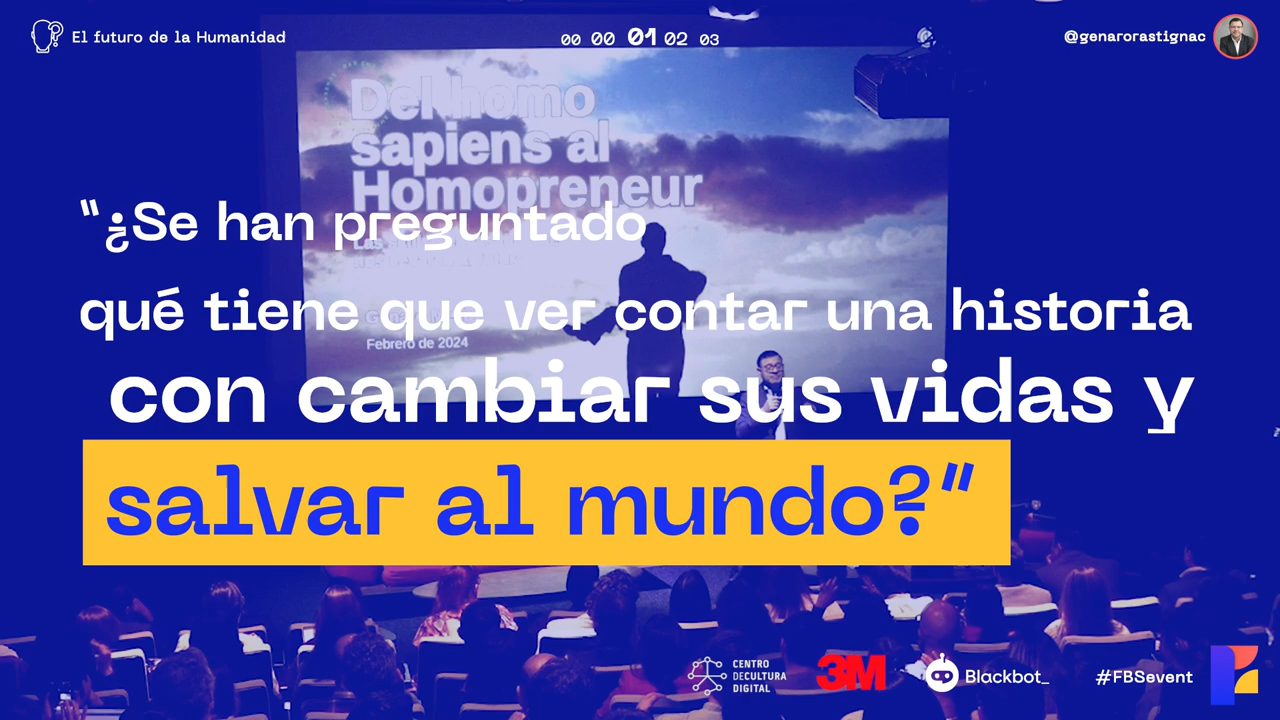 El futuro de la Humanidad
00 00 01 02 03
@genarorastignac
Del homo
sapiens al
Homopreneur
Febrero de 2024
"¿Se han preguntado
qué tiene que ver contar una historia
con cambiar sus vidas y
salvar al mundo?"
CENTRO
DECULTURA
DIGITAL
3M
Blackbot_
#FBSevent